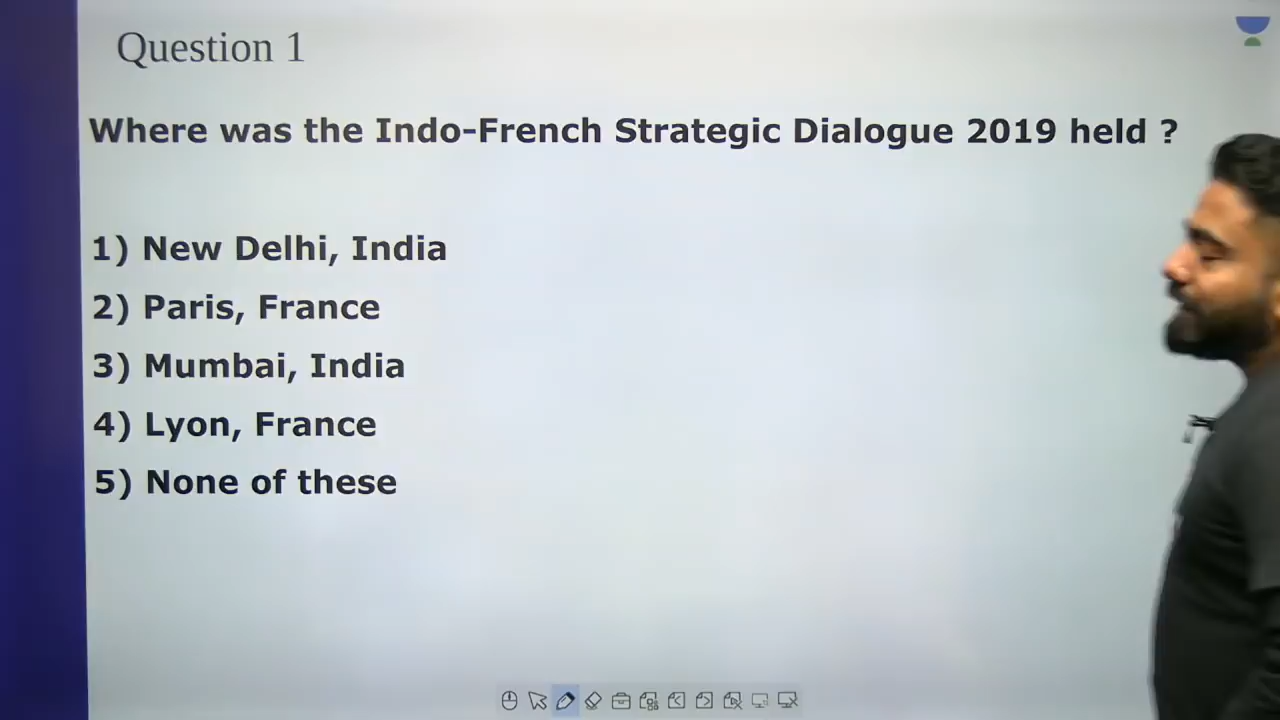 Question 1
Where was the Indo-French Strategic Dialogue 2019 held ?
1) New Delhi, India
2) Paris, France
3) Mumbai, India
4) Lyon, France
5) None of these